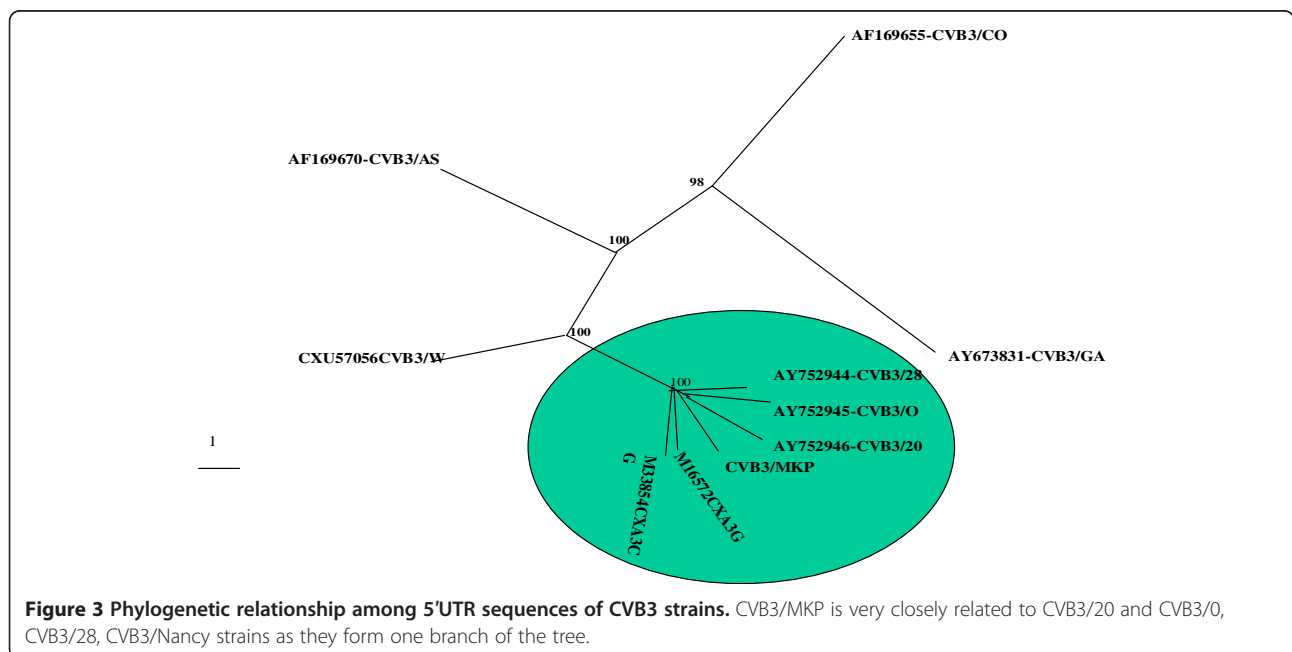 AF169655-CVB3/CO
AF169670-CVB3/AS
98
100
100
CXU57056CVB3/W
AY673831-CVB3/GA
100
AY752944-CVB3/28
AY752945-CVB3/O
AY752946-CVB3/20
CVB3/MKP
M16572CXA3G
M33854CXA3C
G
1
Figure 3 Phylogenetic relationship among 5'UTR sequences of CVB3 strains. CVB3/MKP is very closely related to CVB3/20 and CVB3/0,
CVB3/28, CVB3/Nancy strains as they form one branch of the tree.